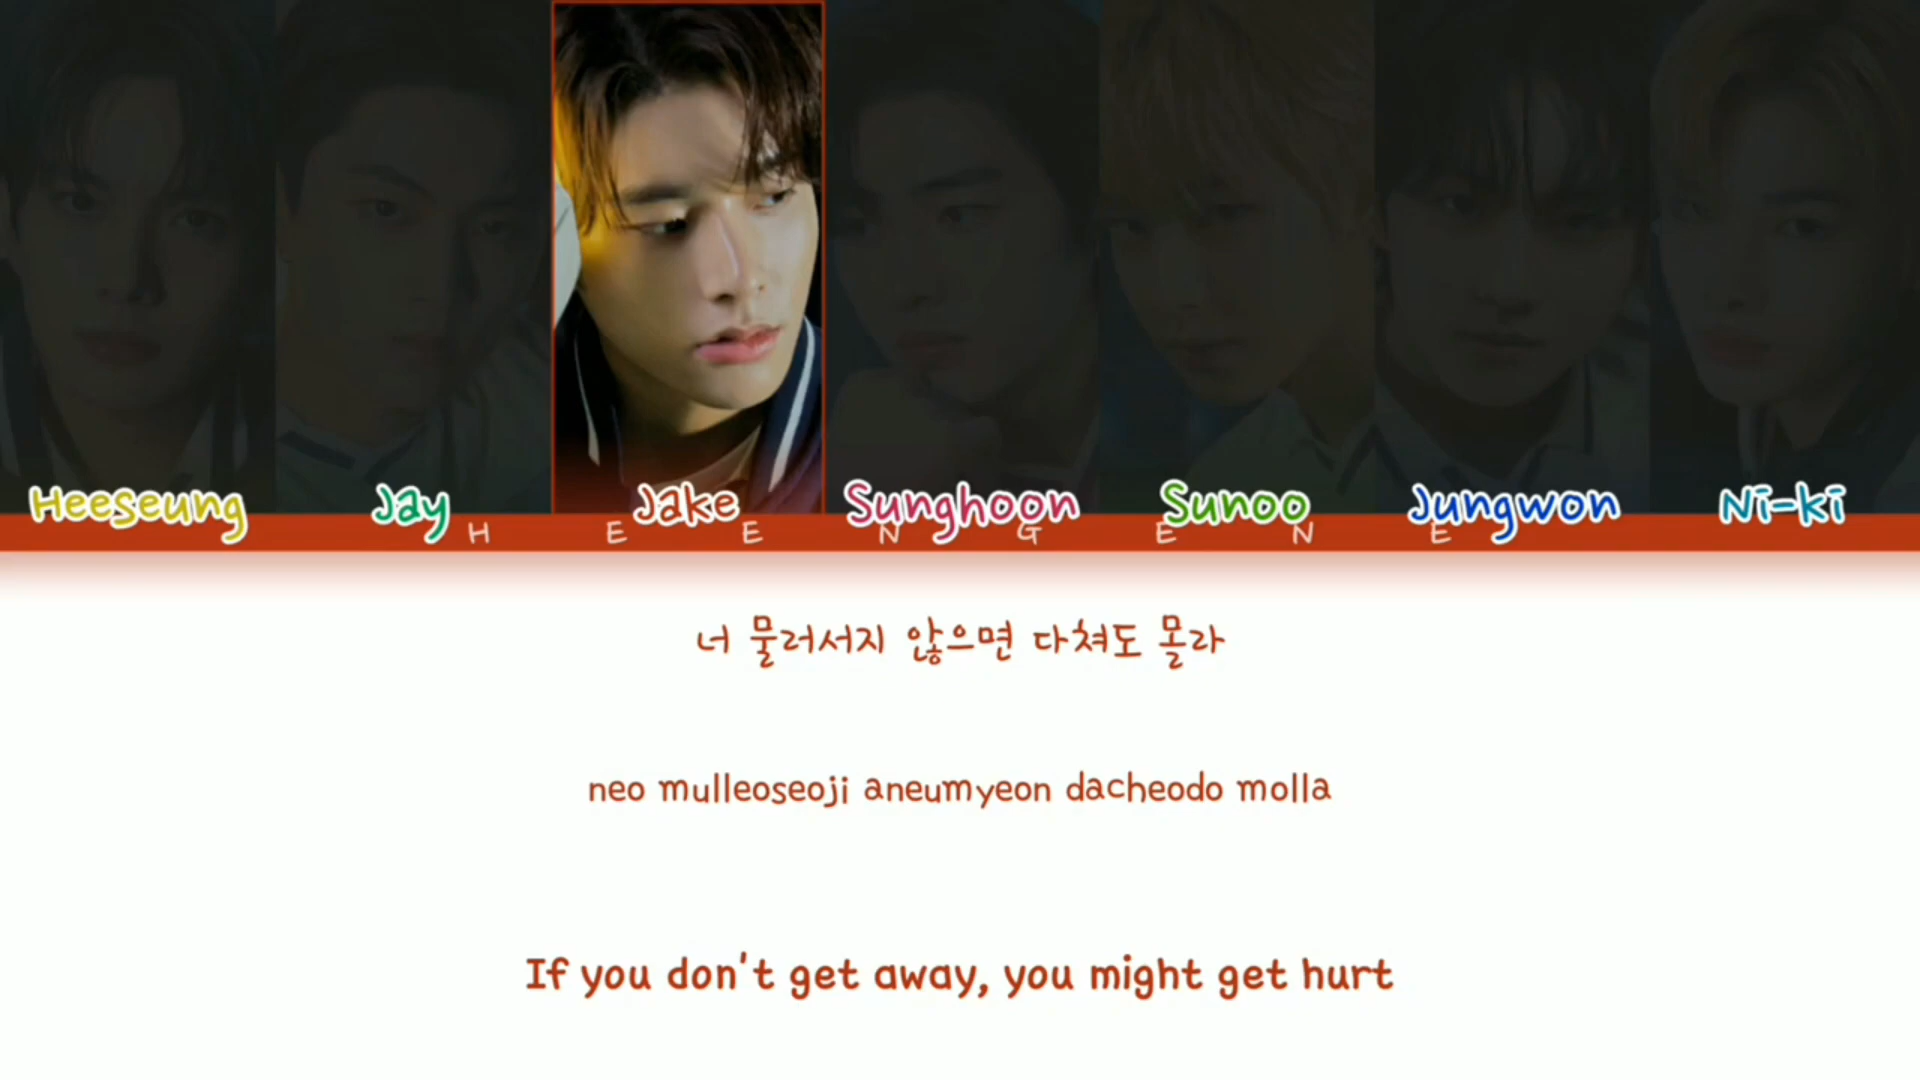 Heeseung Jay Jake Sunghoon Sunoo Jungwon Ni-ki
H E E N G E N E
너 물러서지 않으면 다쳐도 몰라
neo mulleoseoji aneumyeon dacheodo molla
If you don't get away, you might get hurt